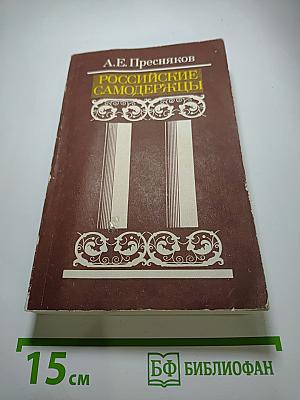 А.Е.Пресняков
РОССИЙСКИЕ
САМОДЕРЖЦЫ
15 см
БФ БИБЛИОФАН